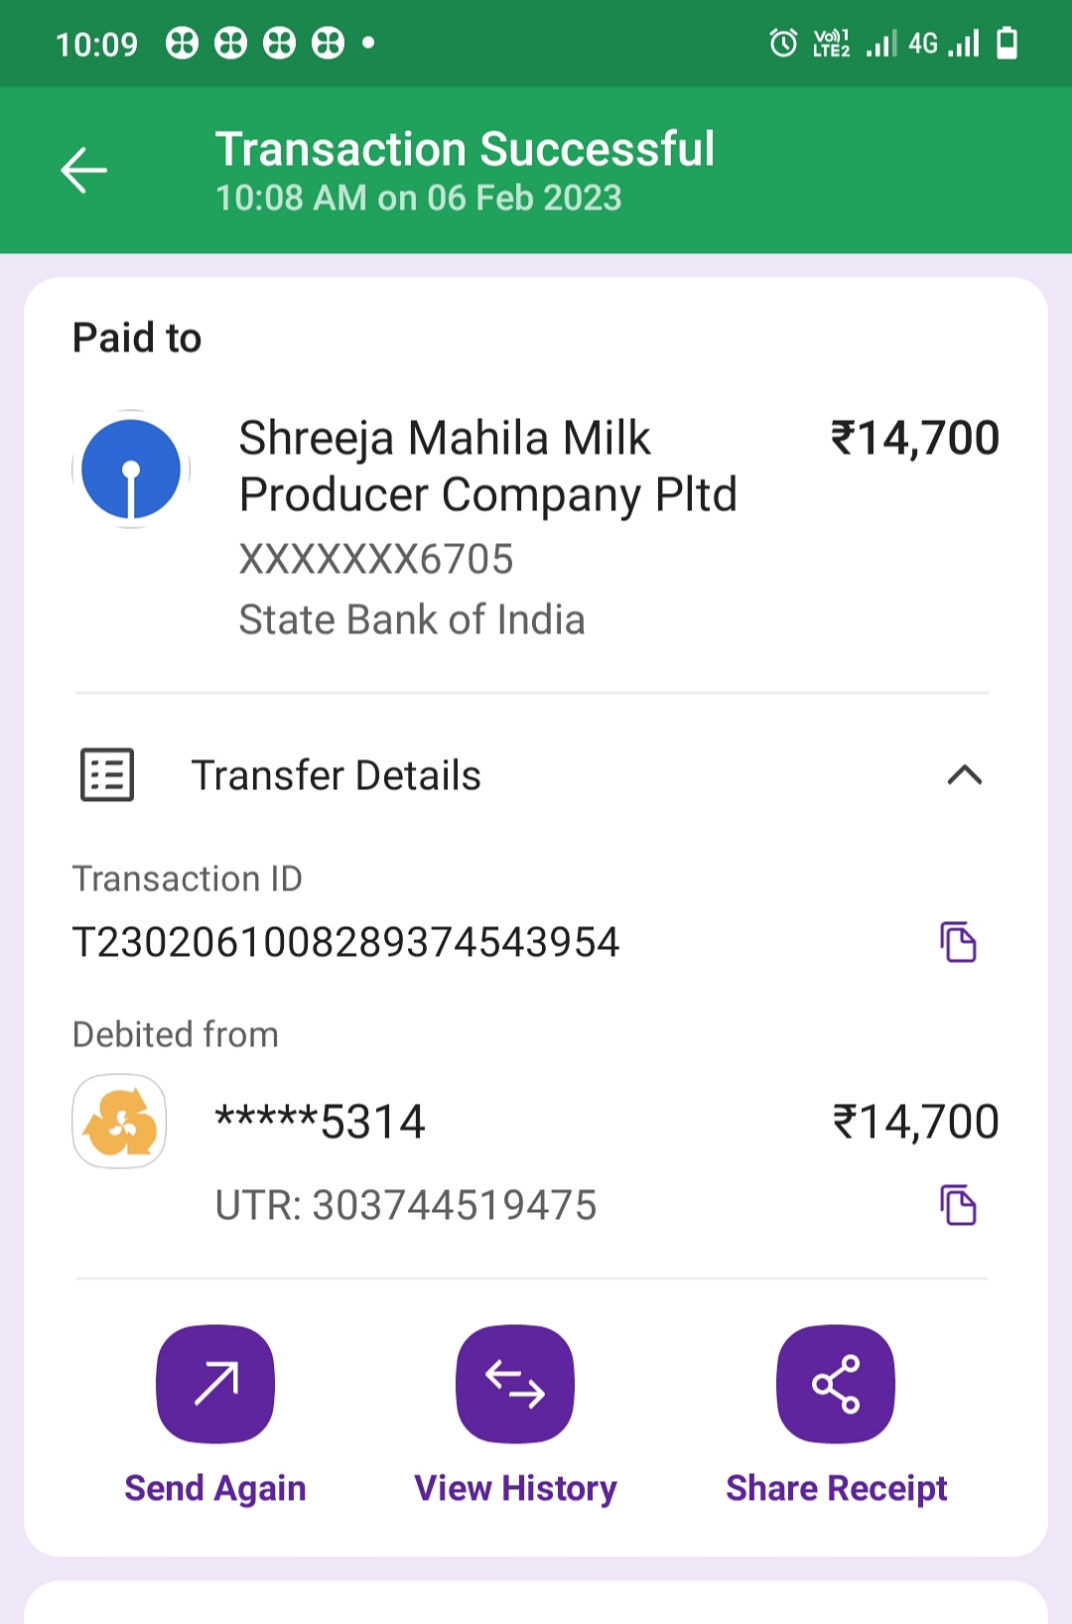 10:09
Vo))1
LTE2
4G
Transaction Successful
10:08 AM on 06 Feb 2023
Paid to
Shreeja Mahila Milk
Producer Company Pltd
₹14,700
XXXXXXX6705
State Bank of India
Transfer Details
Transaction ID
T2302061008289374543954
Debited from
*****5314
₹14,700
UTR: 303744519475
Send Again
View History
Share Receipt